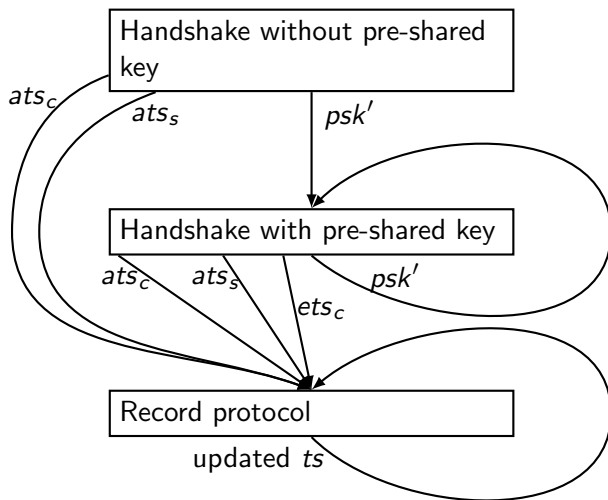 Handshake without pre-shared
key
ats_c
ats_s
psk′
Handshake with pre-shared key
ats_c
ats_s
psk′
ets_c
Record protocol
updated ts